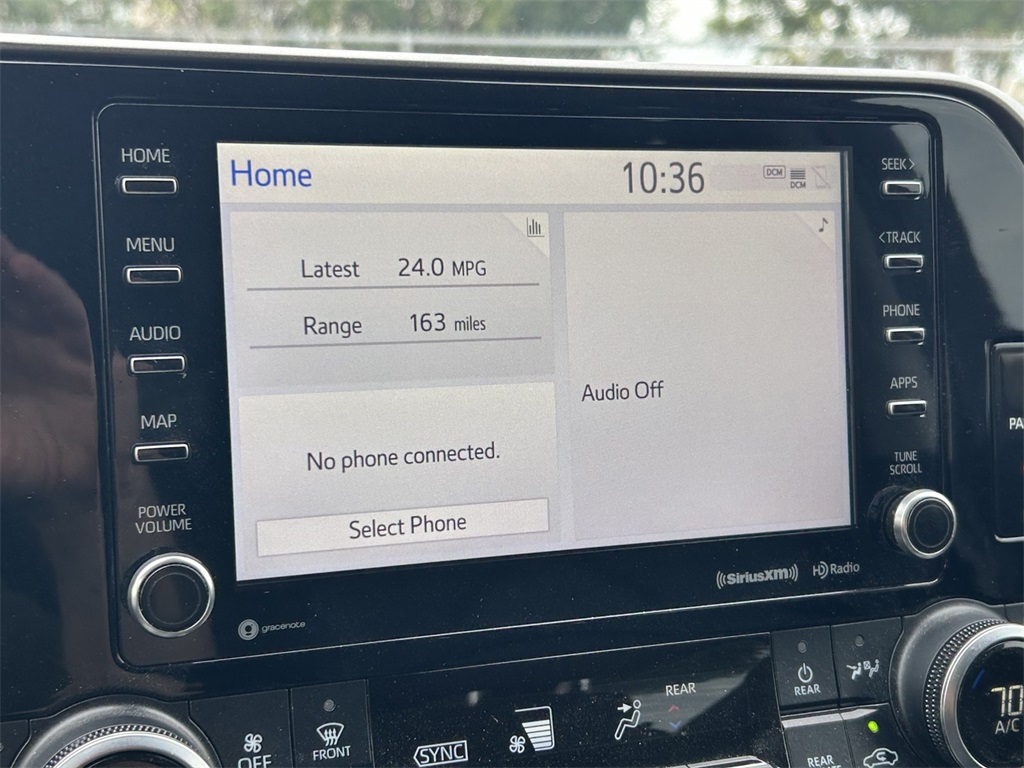 HOME
MENU
AUDIO
MAP
POWER
VOLUME
Home
10:36
DCM
DCM
Latest 24.0 MPG
Range 163 miles
No phone connected.
Select Phone
Audio Off
SEEK>
<TRACK
PHONE
APPS
TUNE
SCROLL
gracenote
((SiriusXM))
HD Radio
PA
OFF
FRONT
SYNC
REAR
REAR
REAR
70
A/C